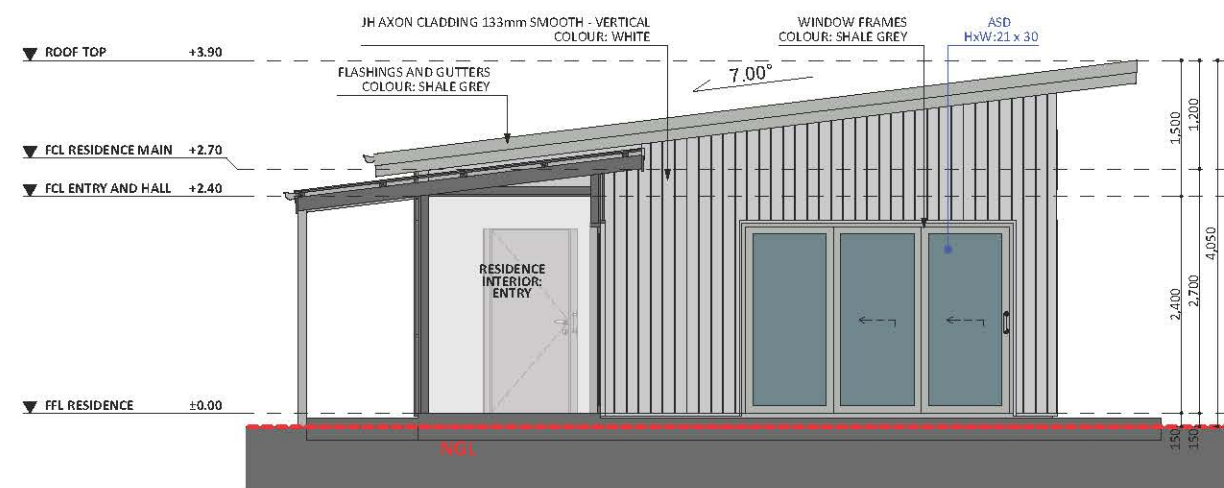 JH AXON CLADDING 133mm SMOOTH - VERTICAL
COLOUR: WHITE
WINDOW FRAMES
COLOUR: SHALE GREY
ASD
HxW:21 x 30
ROOF TOP +3.90
FLASHINGS AND GUTTERS
COLOUR: SHALE GREY
7.00°
1,500
1,200
FCL RESIDENCE MAIN +2.70
FCL ENTRY AND HALL +2.40
4,050
RESIDENCE
INTERIOR:
ENTRY
2,400
2,700
FFL RESIDENCE ±0.00
150
150
NGL